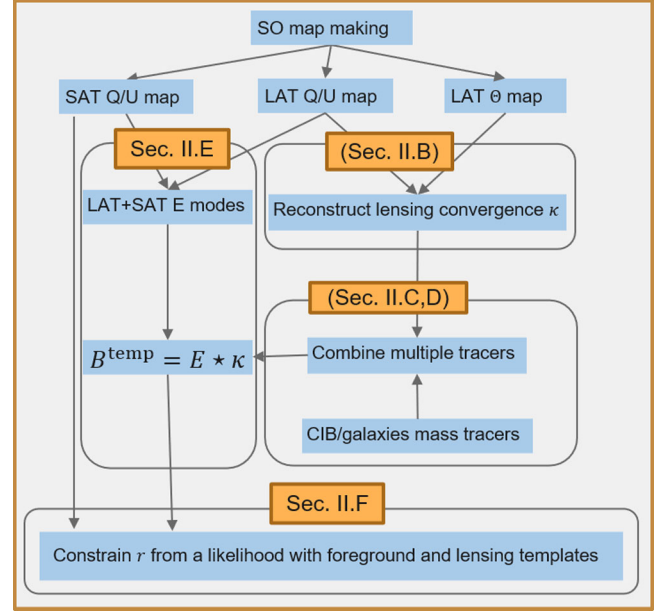 SO map making
SAT Q/U map
LAT Q/U map
LAT Θ map
Sec. II.E
(Sec. II.B)
LAT+SAT E modes
Reconstruct lensing convergence κ
(Sec. II.C,D)
B^temp = E ⋆ κ
Combine multiple tracers
CIB/galaxies mass tracers
Sec. II.F
Constrain r from a likelihood with foreground and lensing templates